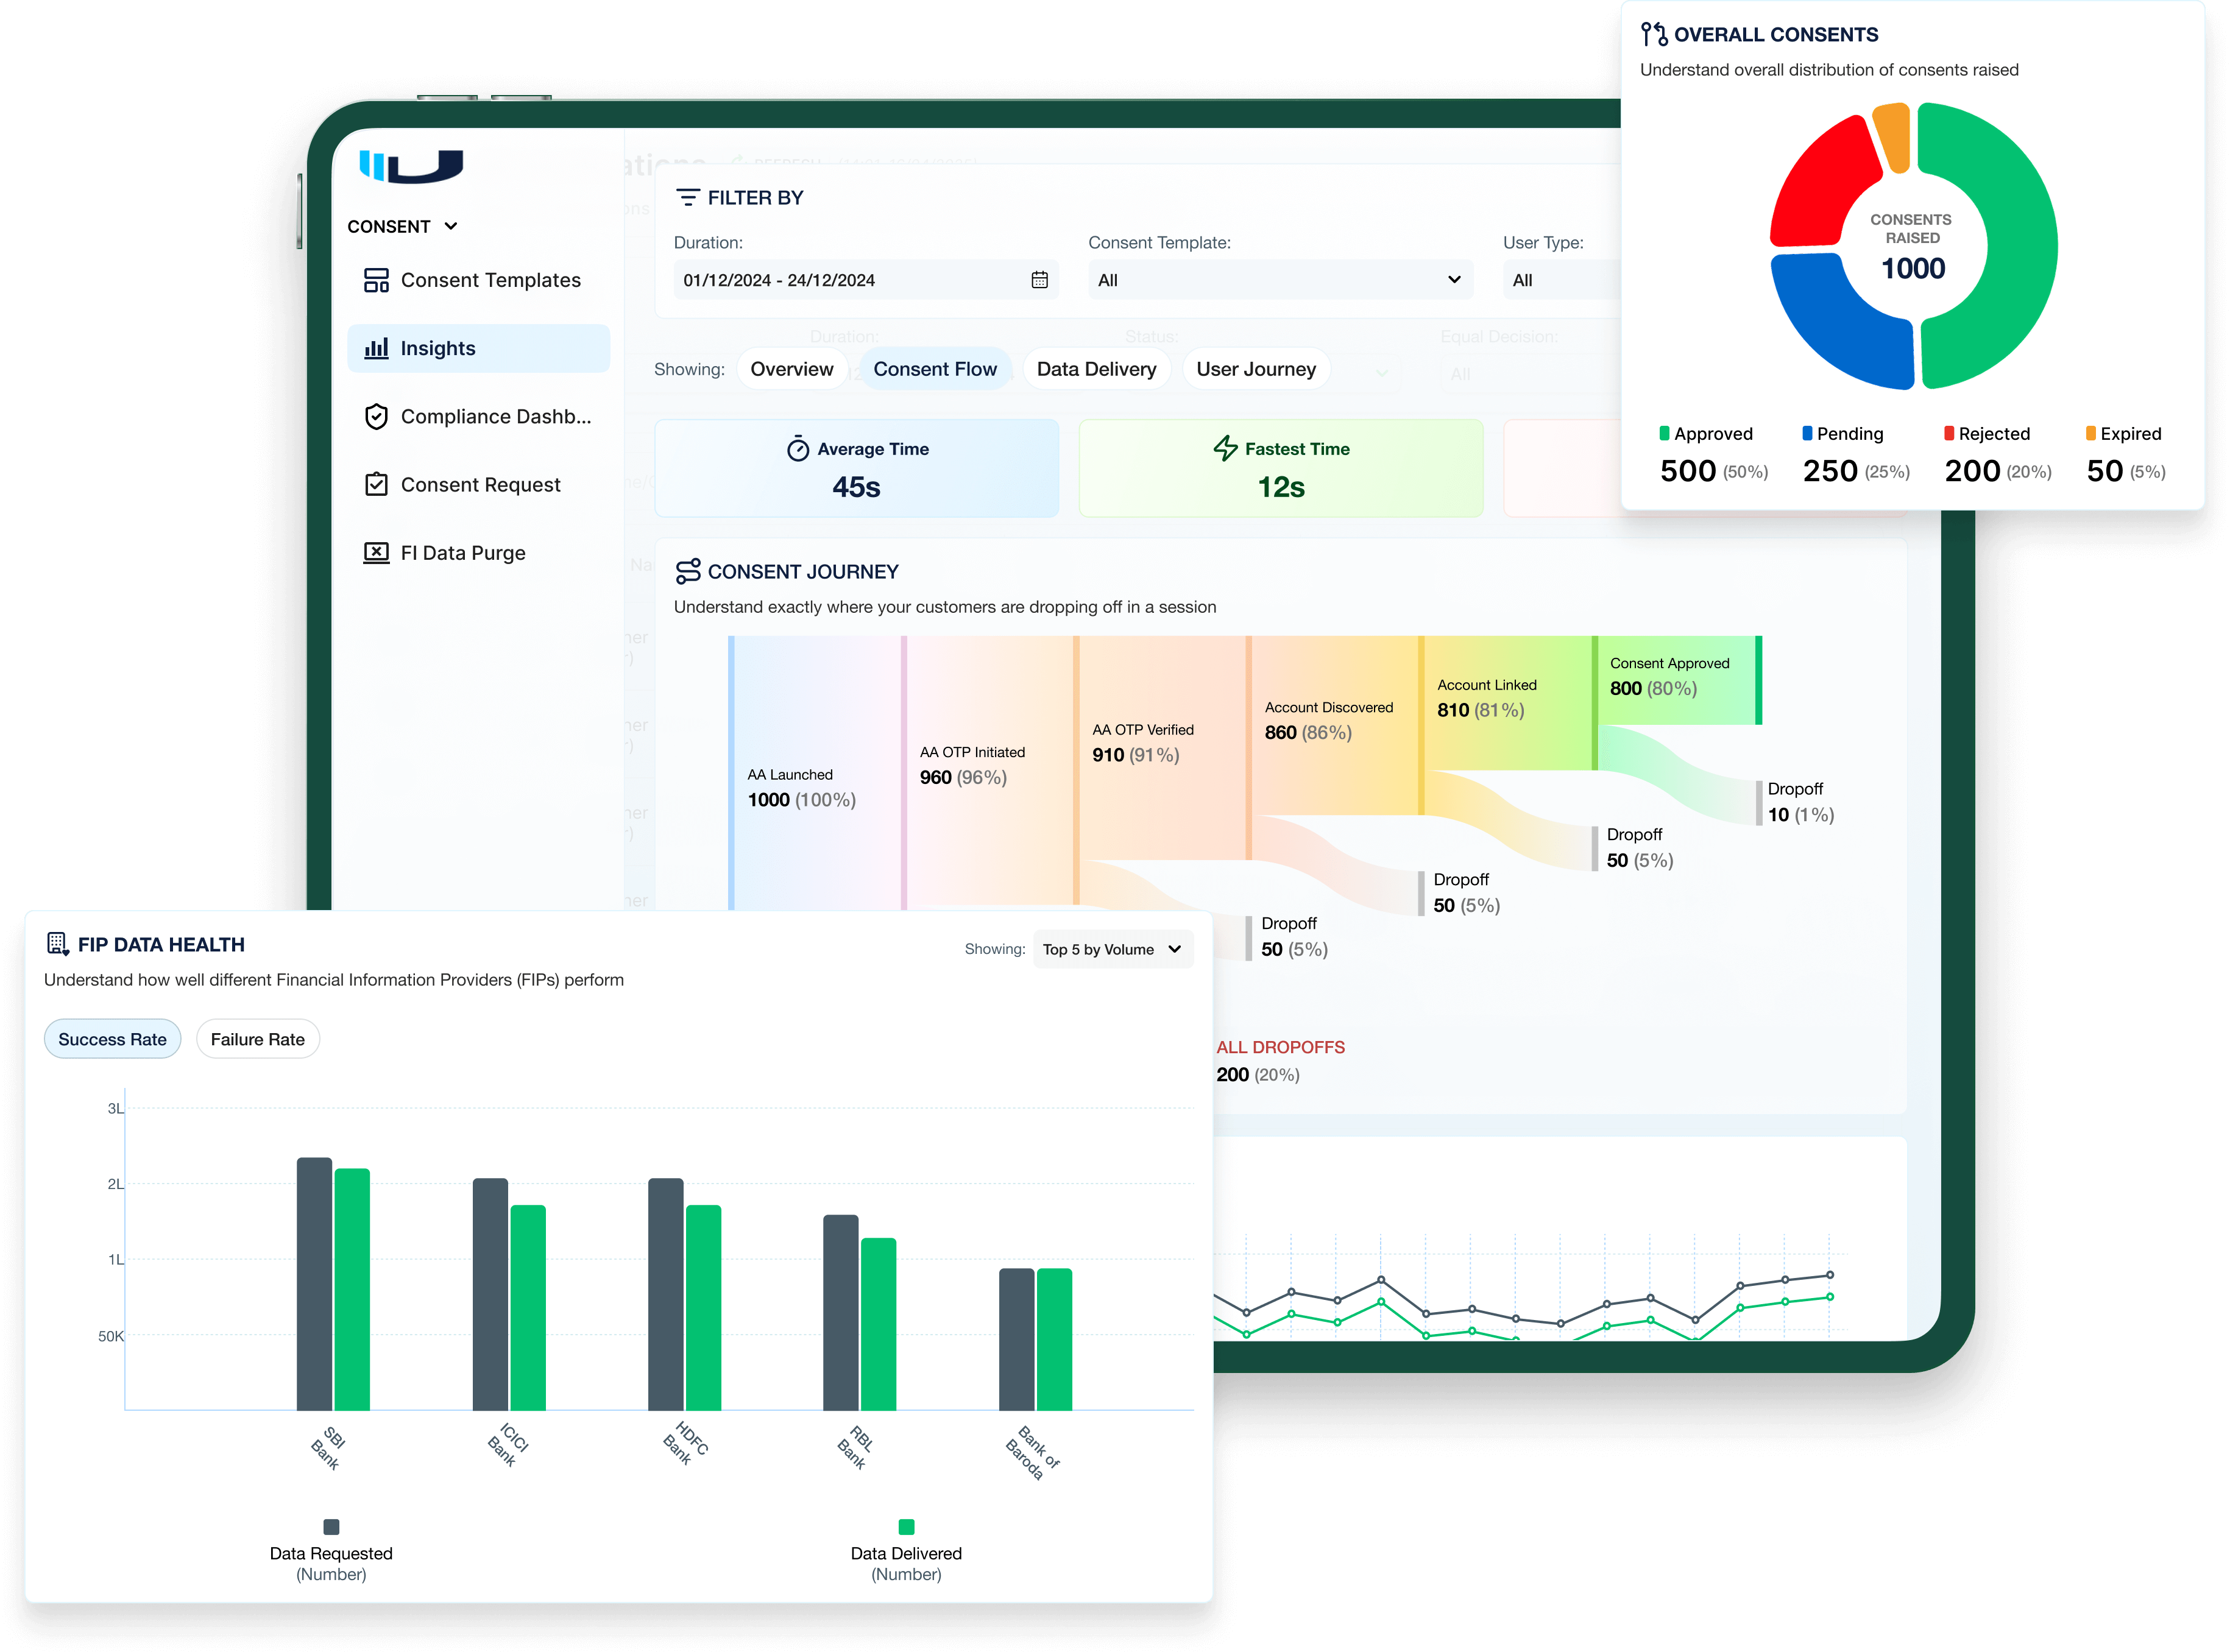 OVERALL CONSENTS
Understand overall distribution of consents raised
CONSENTS
RAISED
1000
Approved
500 (50%)
Pending
250 (25%)
Rejected
200 (20%)
Expired
50 (5%)
CONSENT
Consent Templates
Insights
Compliance Dashb...
Consent Request
FI Data Purge
FILTER BY
Duration:
01/12/2024 - 24/12/2024
Consent Template:
All
User Type:
All
Duration:
Status:
Equal Decision:
All
Showing:
Overview
Consent Flow
Data Delivery
User Journey
Average Time
45s
Fastest Time
12s
CONSENT JOURNEY
Understand exactly where your customers are dropping off in a session
AA Launched
1000 (100%)
AA OTP Initiated
960 (96%)
AA OTP Verified
910 (91%)
Account Discovered
860 (86%)
Account Linked
810 (81%)
Consent Approved
800 (80%)
Dropoff
10 (1%)
Dropoff
50 (5%)
Dropoff
50 (5%)
Dropoff
50 (5%)
ALL DROPOFFS
200 (20%)
FIP DATA HEALTH
Understand how well different Financial Information Providers (FIPs) perform
Showing:
Top 5 by Volume
Success Rate
Failure Rate
3L
2L
1L
50K
SBI
Bank
ICICI
Bank
HDFC
Bank
RBL
Bank
Bank of
Baroda
Data Requested
(Number)
Data Delivered
(Number)